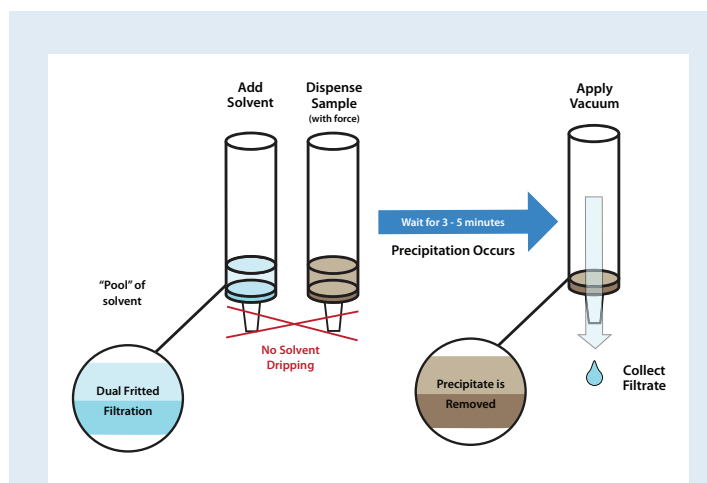 Add
Solvent
Dispense
Sample
(with force)
Apply
Vacuum
Wait for 3 - 5 minutes
Precipitation Occurs
“Pool” of
solvent
No Solvent
Dripping
Dual Fritted
Filtration
Precipitate is
Removed
Collect
Filtrate